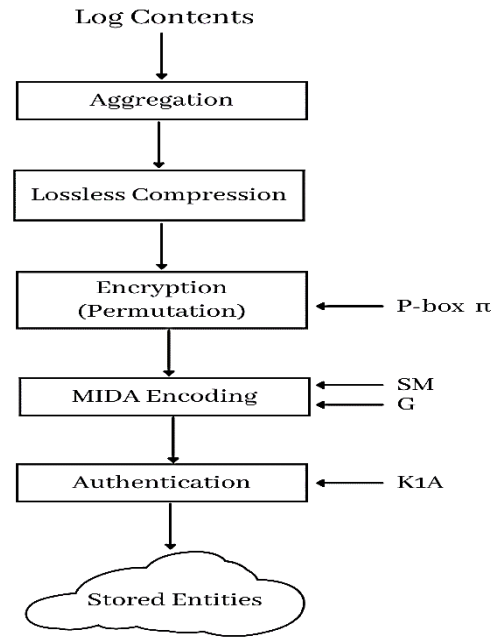 Log Contents
Aggregation
Lossless Compression
Encryption
(Permutation)
P-box π
MIDA Encoding
SM
G
Authentication
K1A
Stored Entities